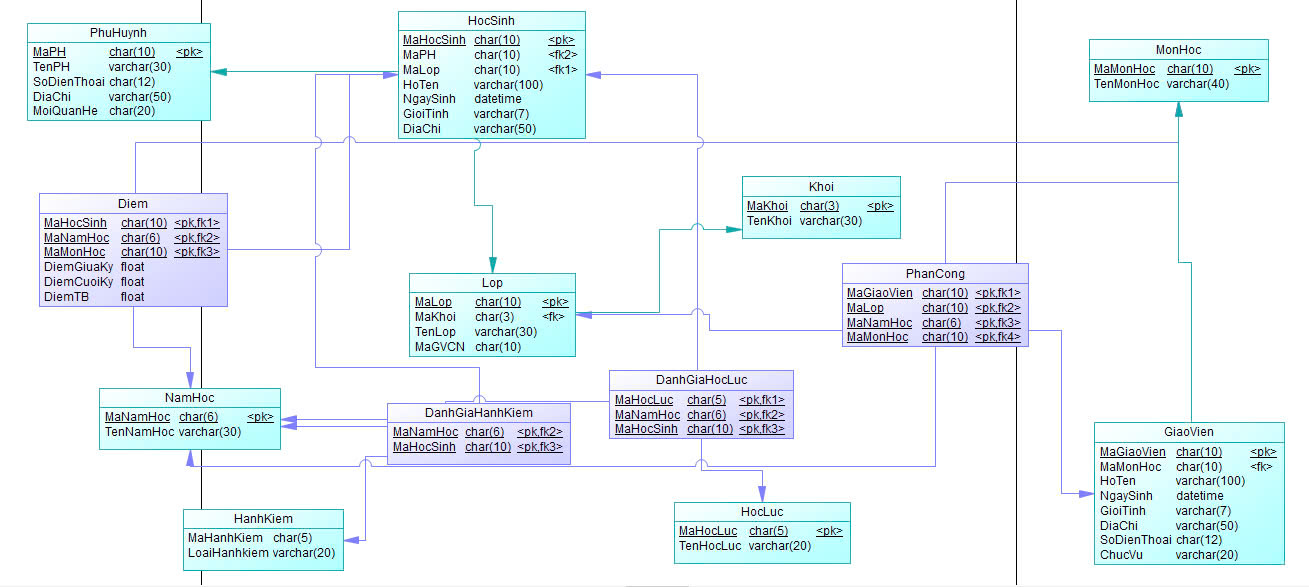 PhuHuynh
MaPH char(10) <pk>
TenPH varchar(30)
SoDienThoai char(12)
DiaChi varchar(50)
MoiQuanHe char(20)
HocSinh
MaHocSinh char(10) <pk>
MaPH char(10) <fk2>
MaLop char(10) <fk1>
HoTen varchar(100)
NgaySinh datetime
GioiTinh varchar(7)
DiaChi varchar(50)
MonHoc
MaMonHoc char(10) <pk>
TenMonHoc varchar(40)
Diem
MaHocSinh char(10) <pk,fk1>
MaNamHoc char(6) <pk,fk2>
MaMonHoc char(10) <pk,fk3>
DiemGiuaKy float
DiemCuoiKy float
DiemTB float
Khoi
MaKhoi char(3) <pk>
TenKhoi varchar(30)
Lop
MaLop char(10) <pk>
MaKhoi char(3) <fk>
TenLop varchar(30)
MaGVCN char(10)
PhanCong
MaGiaoVien char(10) <pk,fk1>
MaLop char(10) <pk,fk2>
MaNamHoc char(6) <pk,fk3>
MaMonHoc char(10) <pk,fk4>
NamHoc
MaNamHoc char(6) <pk>
TenNamHoc varchar(30)
DanhGiaHanhKiem
MaNamHoc char(6) <pk,fk2>
MaHocSinh char(10) <pk,fk3>
DanhGiaHocLuc
MaHocLuc char(5) <pk,fk1>
MaNamHoc char(6) <pk,fk2>
MaHocSinh char(10) <pk,fk3>
GiaoVien
MaGiaoVien char(10) <pk>
MaMonHoc char(10) <fk>
HoTen varchar(100)
NgaySinh datetime
GioiTinh varchar(7)
DiaChi varchar(50)
SoDienThoai char(12)
ChucVu varchar(20)
HanhKiem
MaHanhKiem char(5)
LoaiHanhkiem varchar(20)
HocLuc
MaHocLuc char(5) <pk>
TenHocLuc varchar(20)